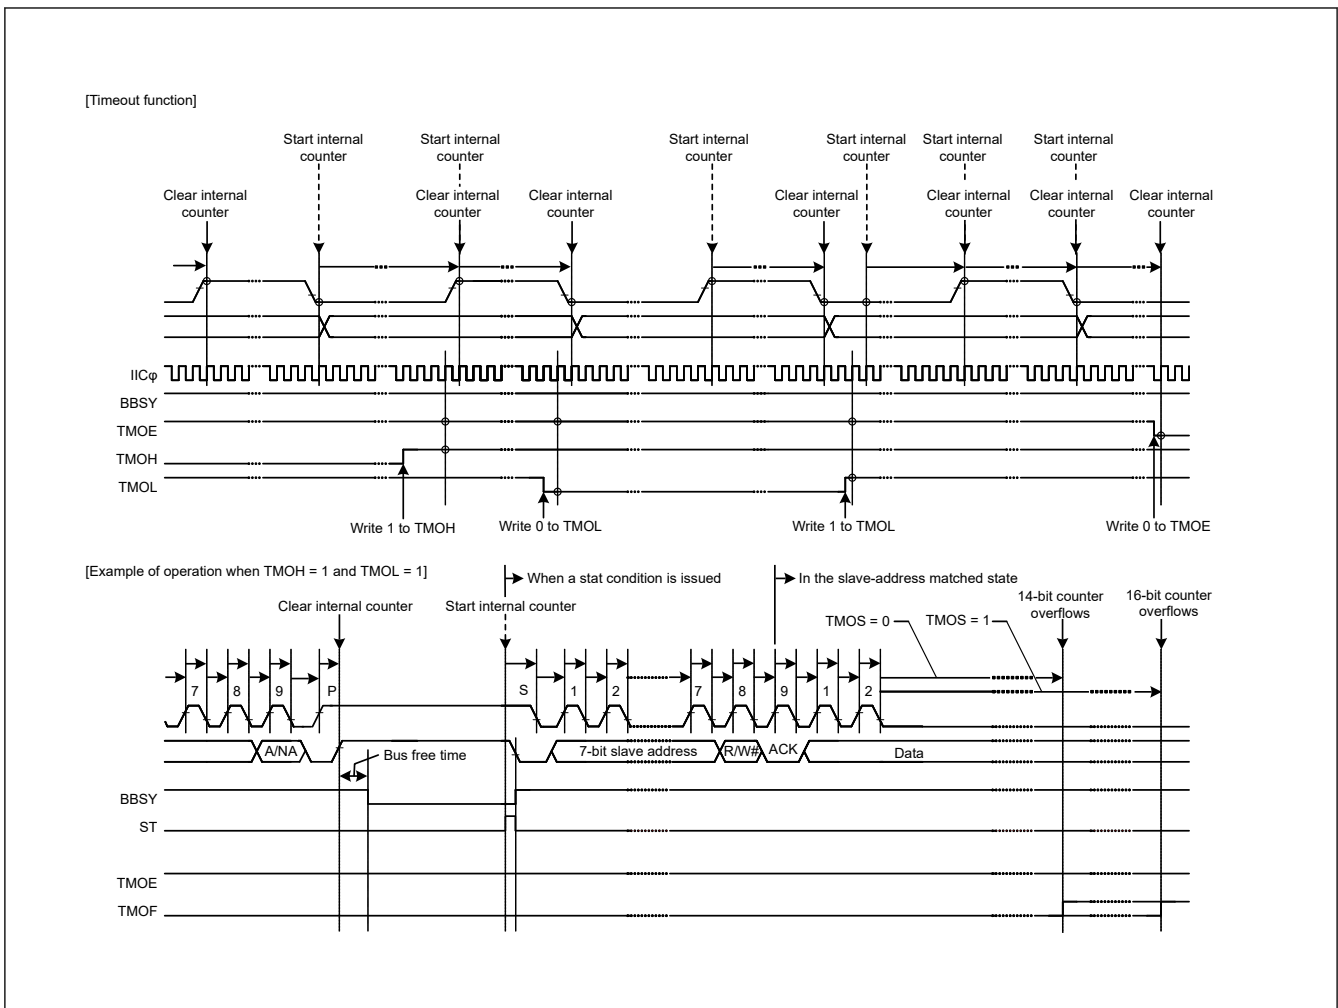 [Timeout function]
Start internal
counter
Start internal
counter
Start internal
counter
Start internal
counter
Start internal
counter
Start internal
counter
Clear internal
counter
Clear internal
counter
Clear internal
counter
Clear internal
counter
Clear internal
counter
Clear internal
counter
Clear internal
counter
IICφ
BBSY
TMOE
TMOH
TMOL
Write 1 to TMOH
Write 0 to TMOL
Write 1 to TMOL
Write 0 to TMOE
[Example of operation when TMOH = 1 and TMOL = 1]
When a stat condition is issued
In the slave-address matched state
Clear internal counter
Start internal counter
TMOS = 0
TMOS = 1
14-bit counter
overflows
16-bit counter
overflows
7 8 9 P S 1 2 7 8 9 1 2
A/NA
Bus free time
7-bit slave address
R/W#
ACK
Data
BBSY
ST
TMOE
TMOF